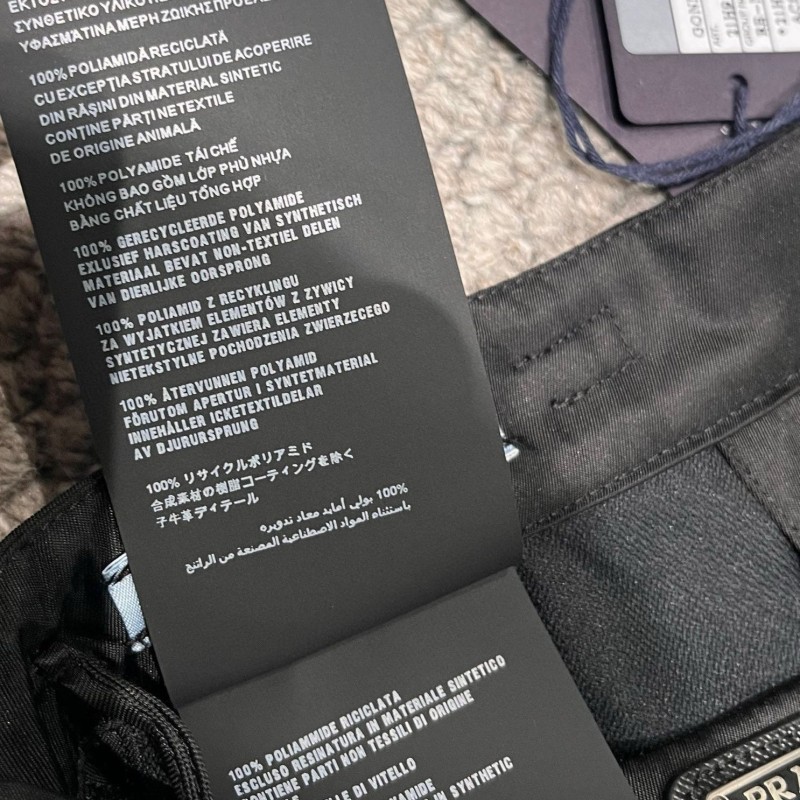 ΣΥΝΘΕΤΙΚΟ ΥΛΙΚΟ
ΥΦΑΣΜΑΤΙΝΑ ΜΕΡΗ ΖΩΙΚΗΣ
100% POLIAMIDĂ RECICLATĂ
CU EXCEPȚIA STRATULUI DE ACOPERIRE
DIN RĂȘINI DIN MATERIAL SINTETIC
CONȚINE PĂRȚI NETEXTILE
DE ORIGINE ANIMALĂ
100% POLYAMIDE TÁI CHẾ
KHÔNG BAO GỒM LỚP PHỦ NHỰA
BẰNG CHẤT LIỆU TỔNG HỢP
100% GERECYCLEERDE POLYAMIDE
EXLUSIEF HARSCOATING VAN SYNTHETISCH
MATERIAAL BEVAT NON-TEXTIEL DELEN
VAN DIERLIJKE OORSPRONG
100% POLIAMID Z RECYKLINGU
ZA WYJATKIEM ELEMENTÓW Z ZYWICY
SYNTETYCZNEJ ZAWIERA ELEMENTY
NIETEKSTYLNE POCHODZENIA ZWIERZECEGO
100% ÅTERVUNNEN POLYAMID
FÖRUTOM APERTUR I SYNTETMATERIAL
INNEHÅLLER ICKETEXTILDELAR
AV DJURURSPRUNG
100% リサイクルポリアミド
合成素材の樹脂コーティングを除く
子牛革ディテール
100% بولي أمايد معاد تدويره
باستثناء المواد الاصطناعية المصنعة من الراتنج
100% POLIAMMIDE RICICLATA
ESCLUSO RESINATURA IN MATERIALE SINTETICO
CONTIENE PARTI NON TESSILI DI ORIGINE
DI VITELLO
IN SYNTHETIC
PRA